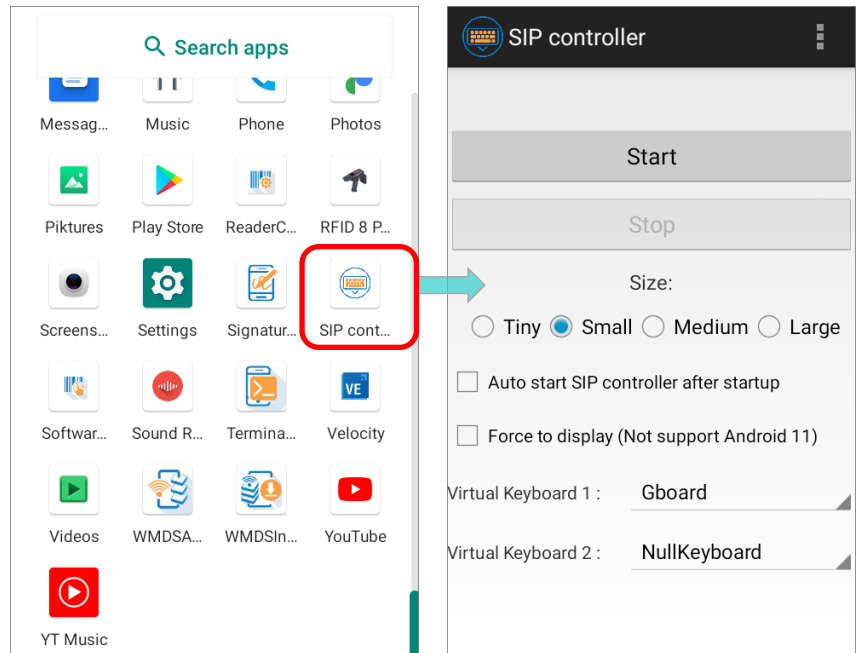 Search apps
Messag... Music Phone Photos
Piktures Play Store ReaderC... RFID 8 P...
Screens... Settings Signatur... SIP cont...
Softwar... Sound R... Termina... Velocity
VE
Videos WMDSA... WMDSIn... YouTube
YT Music
SIP controller
Start
Stop
Size:
Tiny Small Medium Large
Auto start SIP controller after startup
Force to display (Not support Android 11)
Virtual Keyboard 1 : Gboard
Virtual Keyboard 2 : NullKeyboard